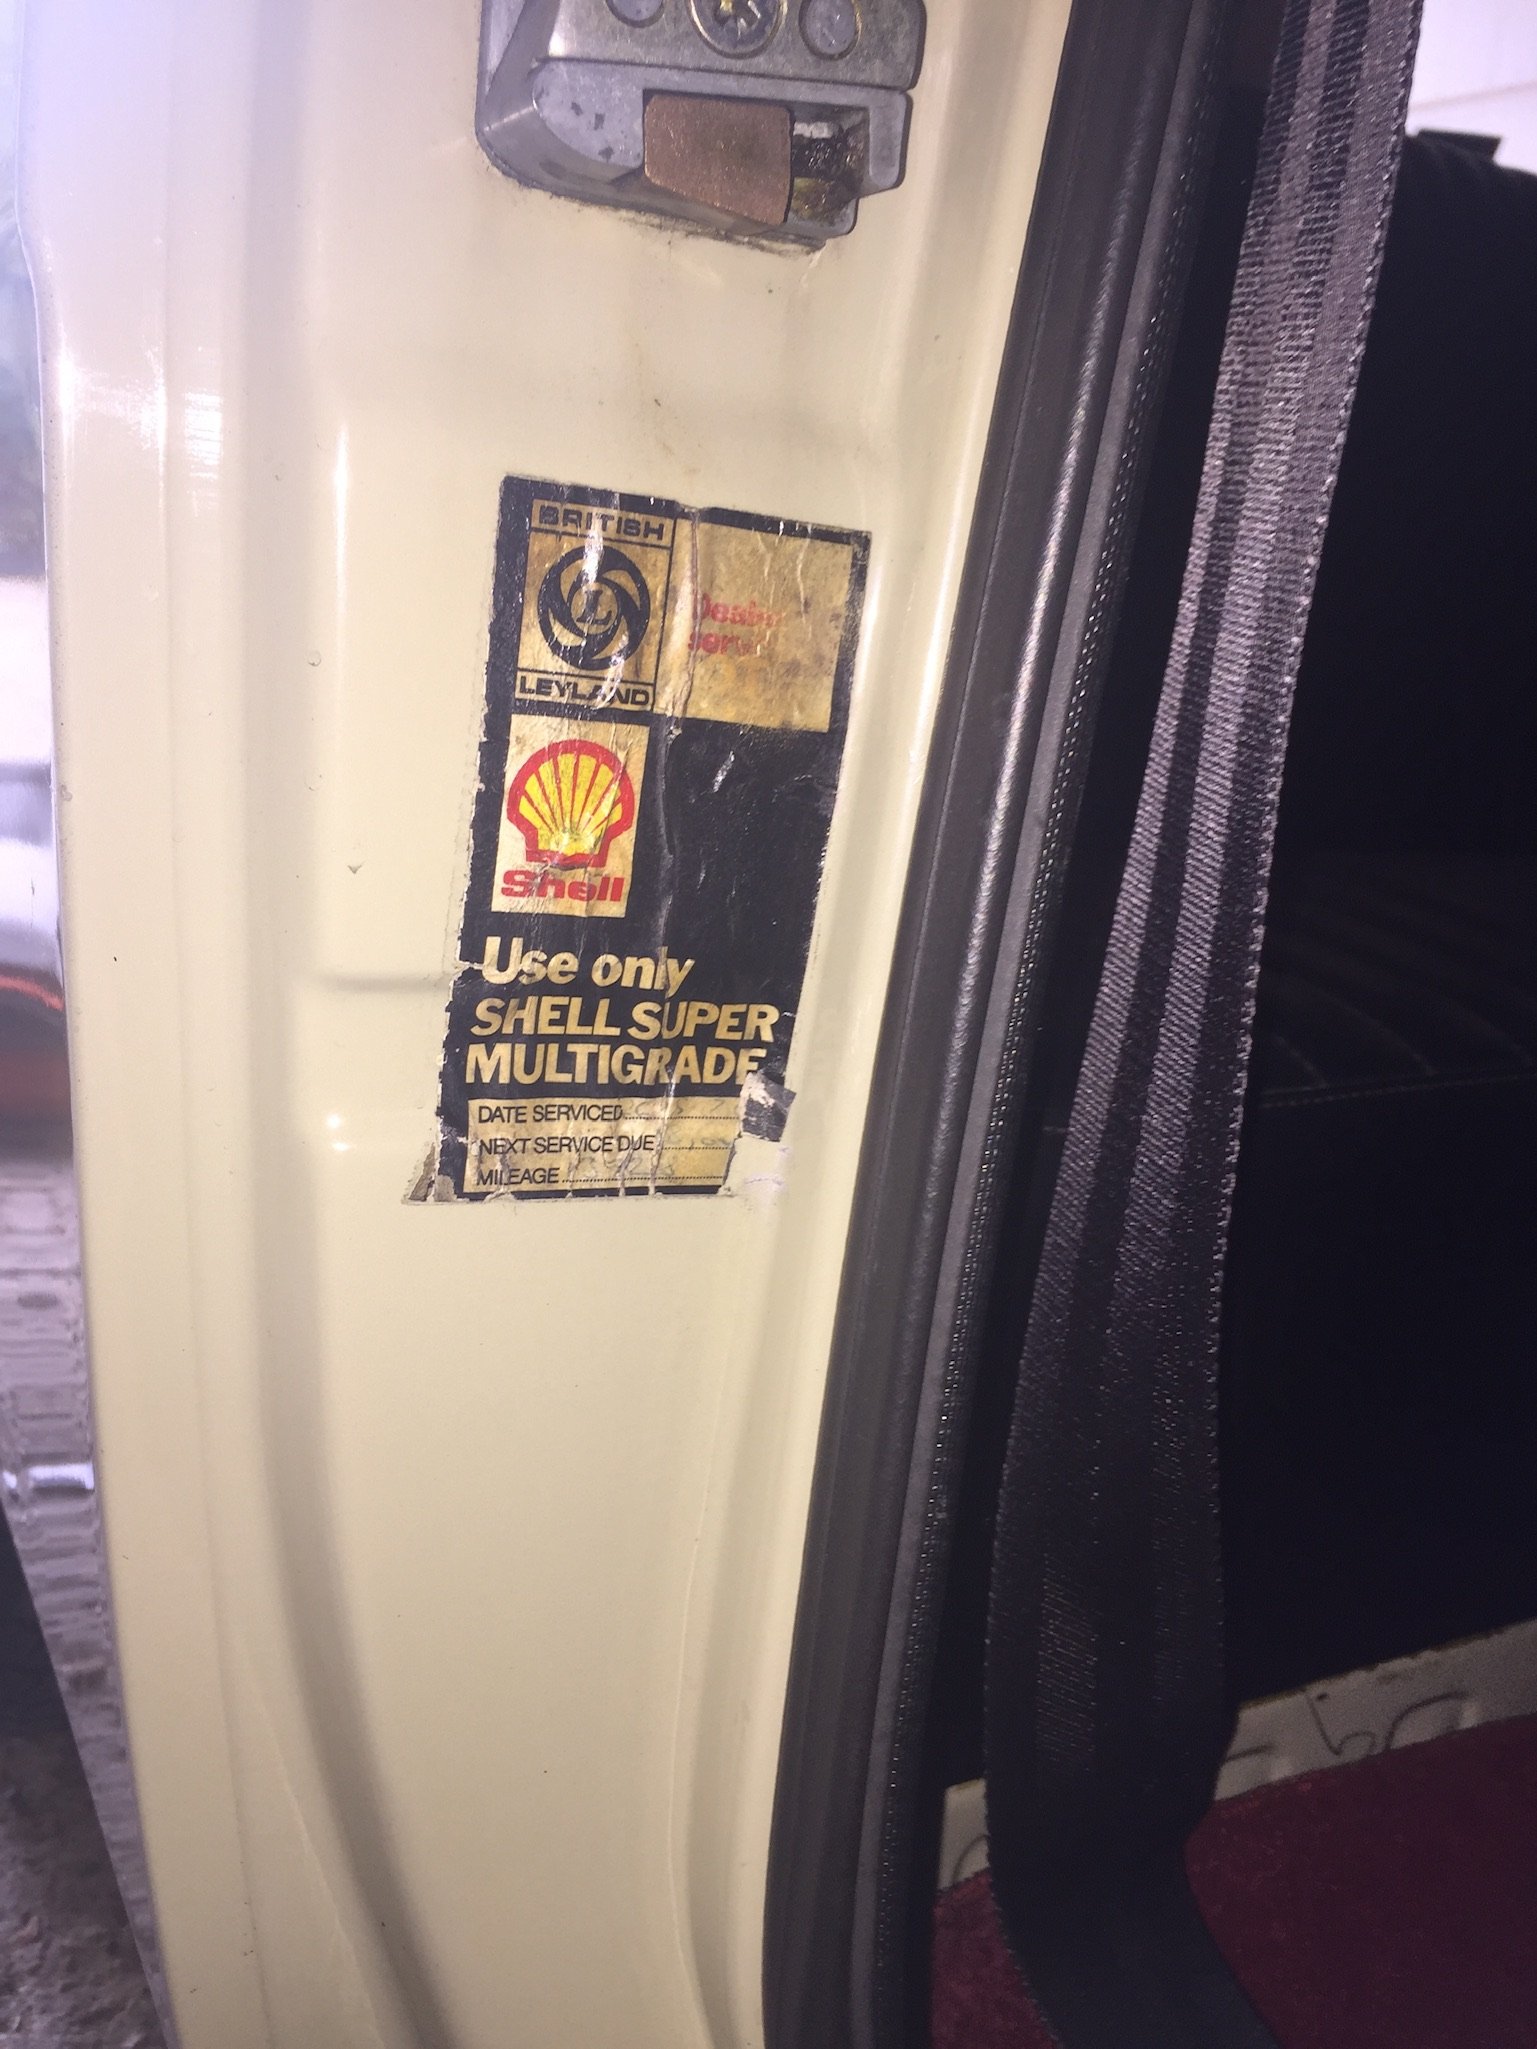 BRITISH
L
LEYLAND
Shell
Use only
SHELL SUPER
MULTIGRADE
DATE SERVICED
NEXT SERVICE DUE
MILEAGE